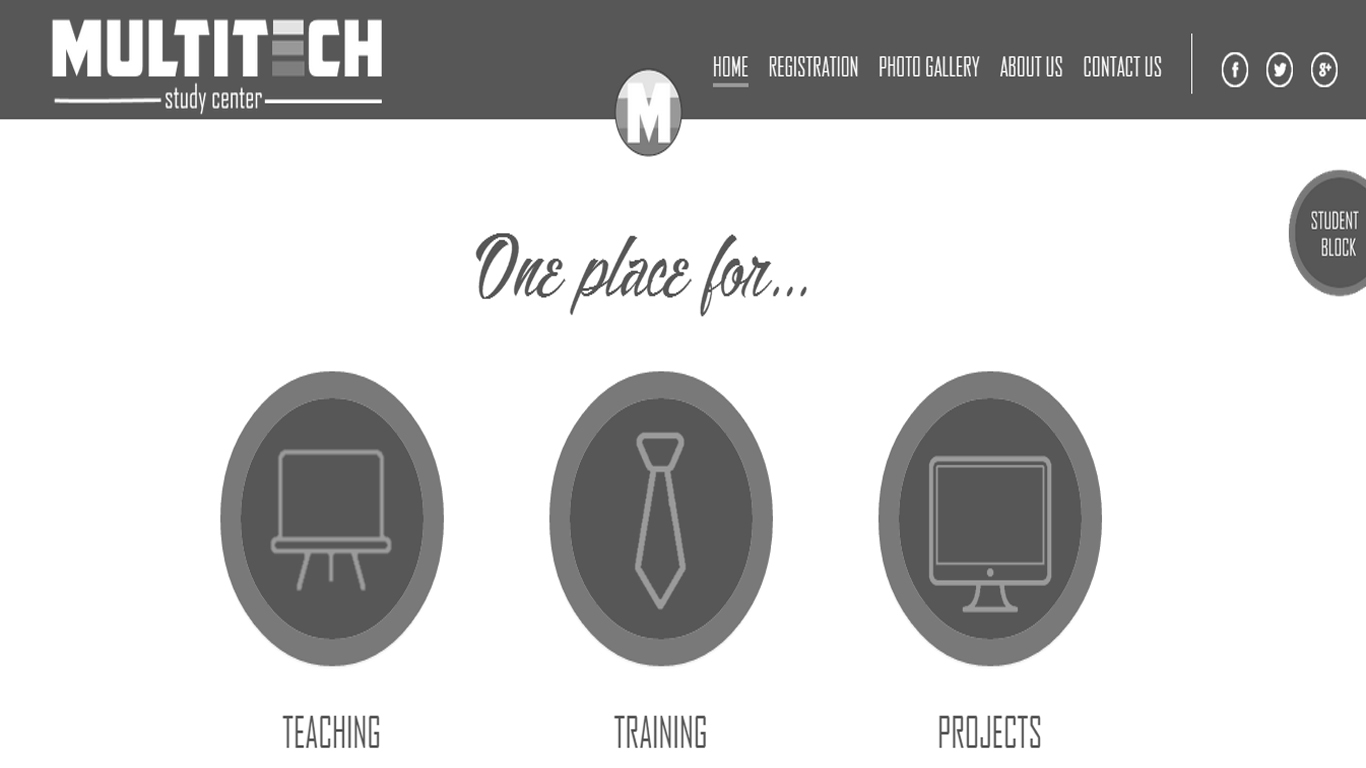 MULTITECH
study center
HOME REGISTRATION PHOTO GALLERY ABOUT US CONTACT US
f g+
M
STUDENT
BLOCK
One place for...
TEACHING TRAINING PROJECTS